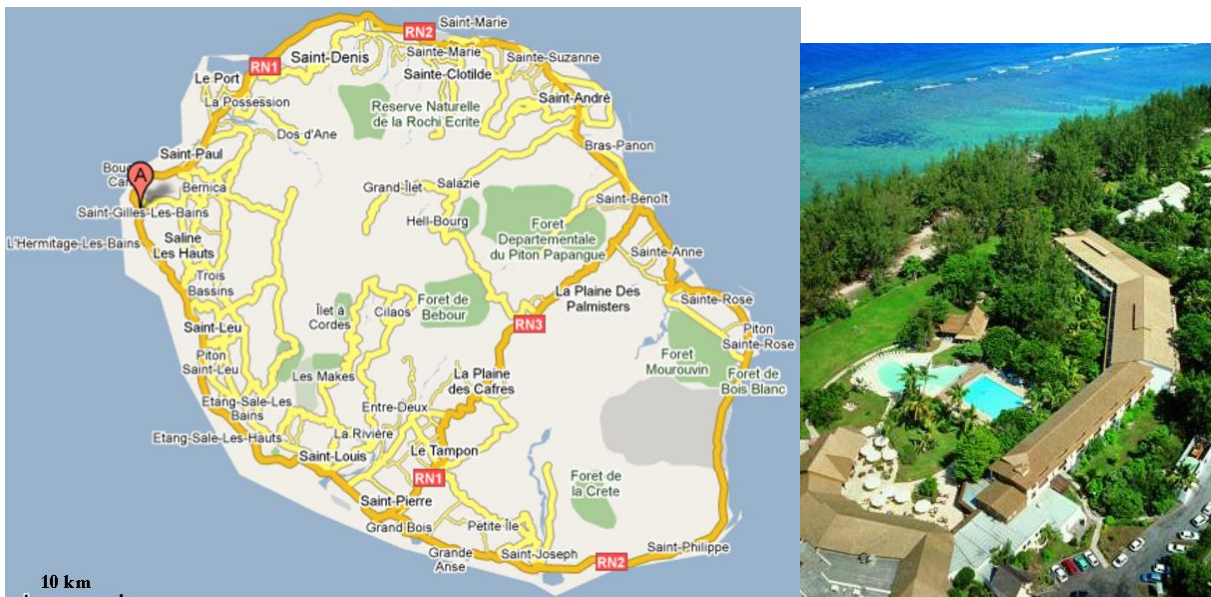 RN2
Saint-Marie
Saint-Denis
Sainte-Marie
Sainte-Suzanne
RN1
Le Port
Sainte-Clotilde
La Possession
Reserve Naturelle
de la Rochi Ecrite
Saint-André
Dos d'Ane
Saint-Paul
Bras-Panon
A
Bernica
Grand-Îlet
Salazie
Saint-Benoît
Saint-Gilles-Les-Bains
Hell-Bourg
Foret
Departementale
du Piton Papangue
L'Hermitage-Les-Bains
Saline
Les Hauts
Sainte-Anne
Trois
Bassins
La Plaine Des
Palmisters
Sainte-Rose
Îlet à
Cordes
Cilaos
Foret de
Bebour
Saint-Leu
RN3
Piton
Sainte-Rose
Piton
Saint-Leu
Foret
Mourouvin
Les Makes
La Plaine
des Cafres
Foret de
Bois Blanc
Etang-Sale-Les
Bains
Entre-Deux
Etang-Sale-Les-Hauts
La Rivière
Saint-Louis
Le Tampon
RN1
Foret de
la Crete
Saint-Pierre
Grand Bois
Petite Île
Grande
Anse
Saint-Joseph
RN2
Saint-Philippe
10 km